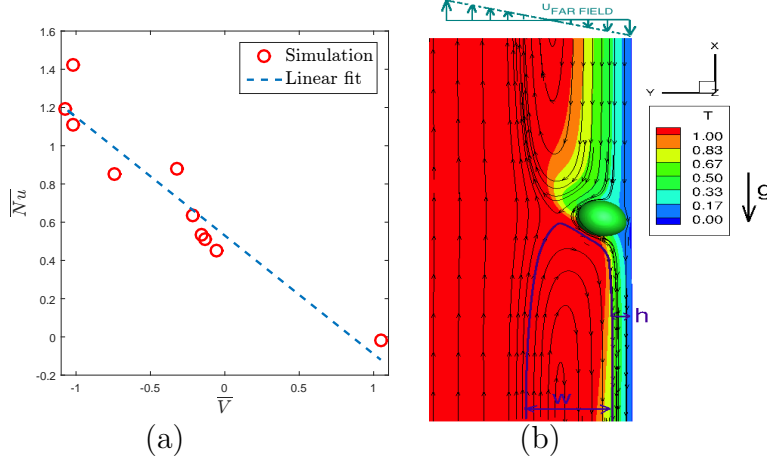 1.6
1.4
1.2
1
0.8
0.6
0.4
0.2
0
-0.2
-1
-0.5
0
0.5
1
Nu
V
Simulation
Linear fit
(a)
(b)
U FAR FIELD
X
Y
Z
T
1.00
0.83
0.67
0.50
0.33
0.17
0.00
g
h
w